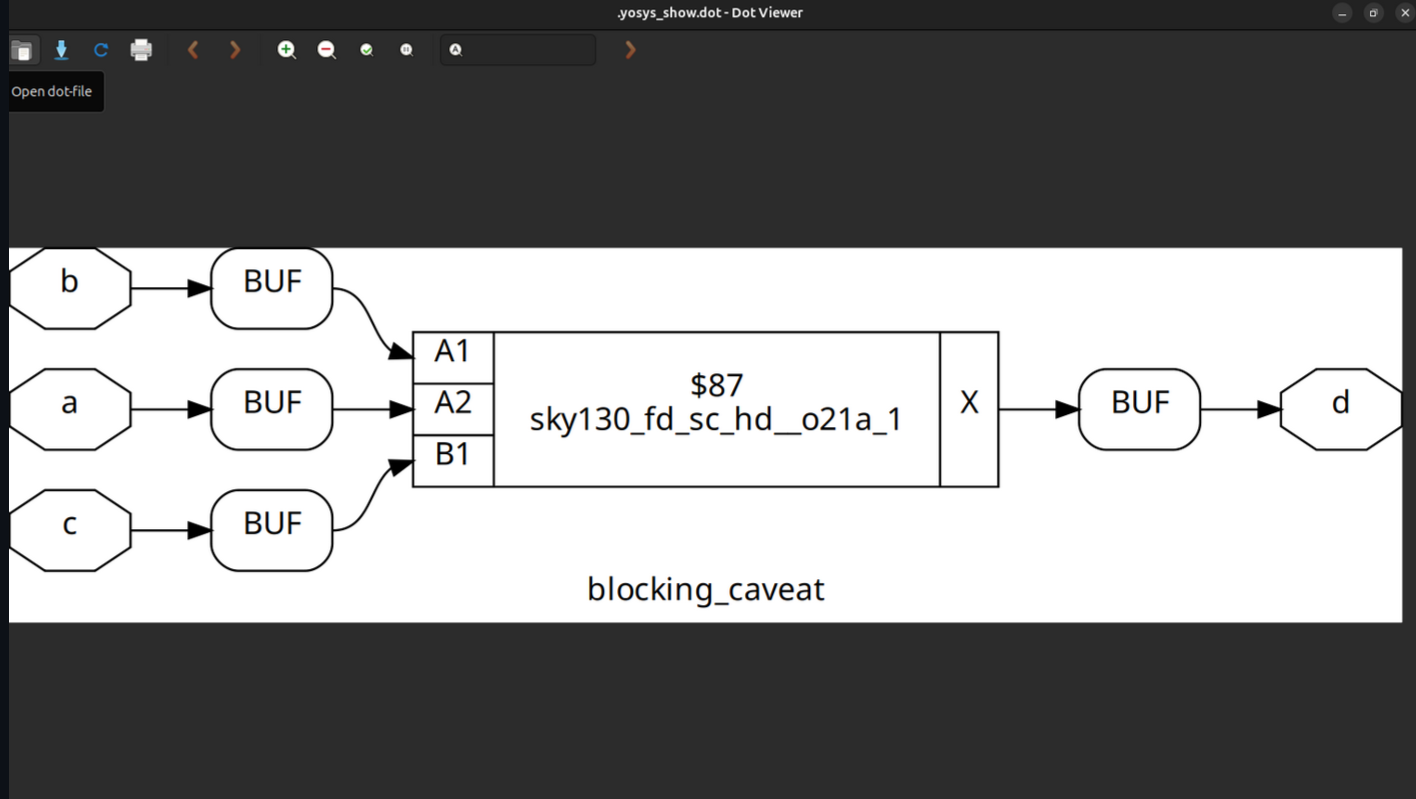 .yosys_show.dot - Dot Viewer
Open dot-file
b
BUF
A1
a
BUF
A2
$87
sky130_fd_sc_hd__o21a_1
X
BUF
d
c
BUF
B1
blocking_caveat